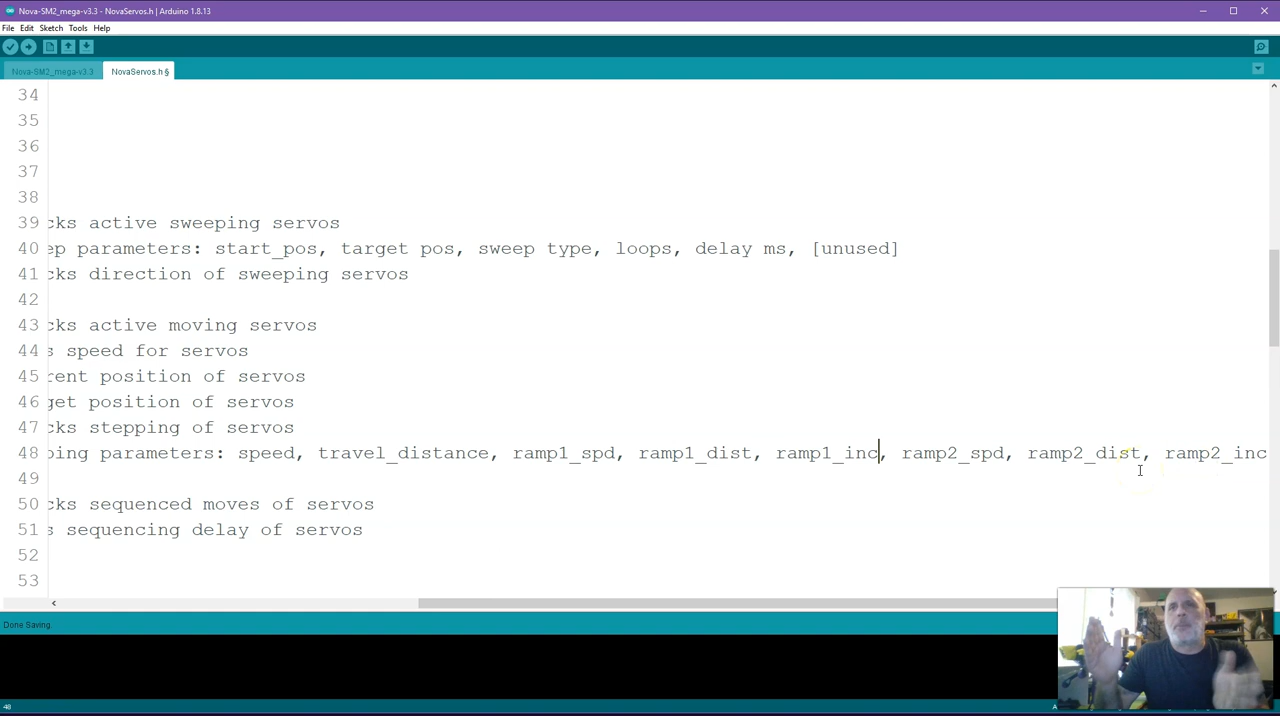 Nova-SM2_mega-v3.3 - NovaServos.h | Arduino 1.8.13
File Edit Sketch Tools Help
Nova-SM2_mega-v3.3 NovaServos.h §
34
35
36
37
38
39 cks active sweeping servos
40 ep parameters: start_pos, target pos, sweep type, loops, delay ms, [unused]
41 cks direction of sweeping servos
42
43 cks active moving servos
44 s speed for servos
45 rent position of servos
46 get position of servos
47 cks stepping of servos
48 ping parameters: speed, travel_distance, ramp1_spd, ramp1_dist, ramp1_inc, ramp2_spd, ramp2_dist, ramp2_inc
49
50 cks sequenced moves of servos
51 s sequencing delay of servos
52
53
Done Saving.
48